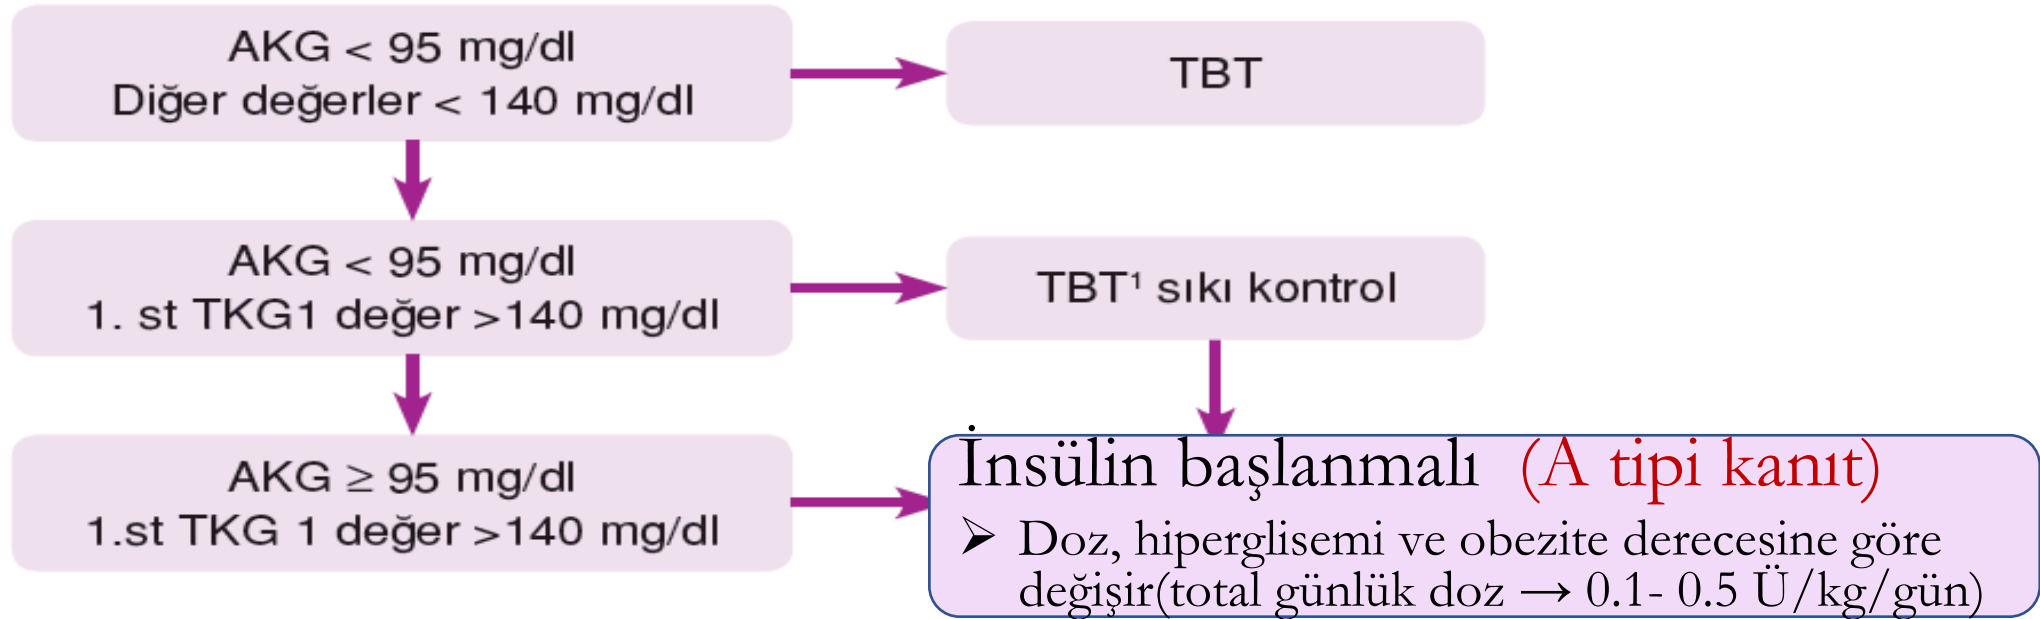 AKG < 95 mg/dl
Diğer değerler < 140 mg/dl
TBT
AKG < 95 mg/dl
1. st TKG1 değer >140 mg/dl
TBT¹ sıkı kontrol
AKG ≥ 95 mg/dl
1.st TKG 1 değer >140 mg/dl
İnsülin başlanmalı (A tipi kanıt)
➢ Doz, hiperglisemi ve obezite derecesine göre
değişir(total günlük doz → 0.1- 0.5 Ü/kg/gün)